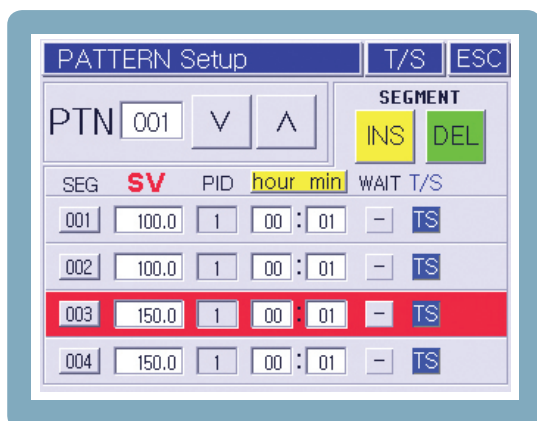 PATTERN Setup T/S ESC
SEGMENT
PTN 001 V Λ INS DEL
SEG SV PID hour min WAIT T/S
001 100.0 1 00 : 01 – TS
002 100.0 1 00 : 01 – TS
003 150.0 1 00 : 01 – TS
004 150.0 1 00 : 01 – TS